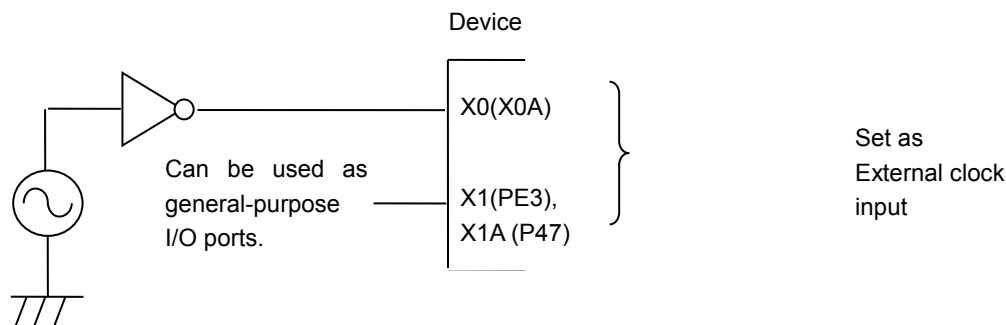 Device
X0(X0A)
Can be used as
general-purpose
I/O ports.
X1(PE3),
X1A (P47)
Set as
External clock
input